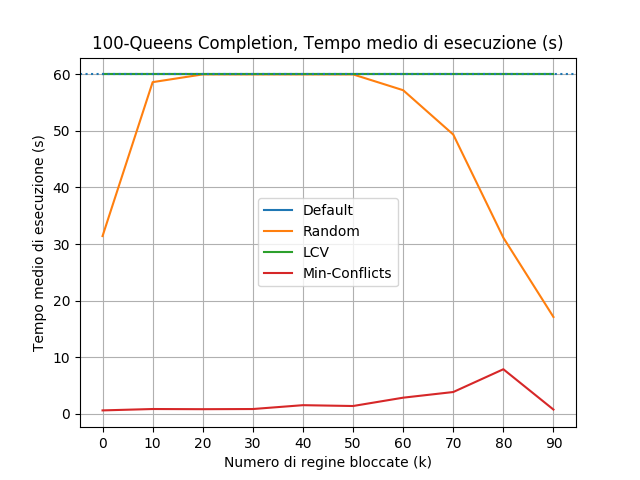 100-Queens Completion, Tempo medio di esecuzione (s)
Tempo medio di esecuzione (s)
60
50
40
30
20
10
0
Default
Random
LCV
Min-Conflicts
0 10 20 30 40 50 60 70 80 90
Numero di regine bloccate (k)